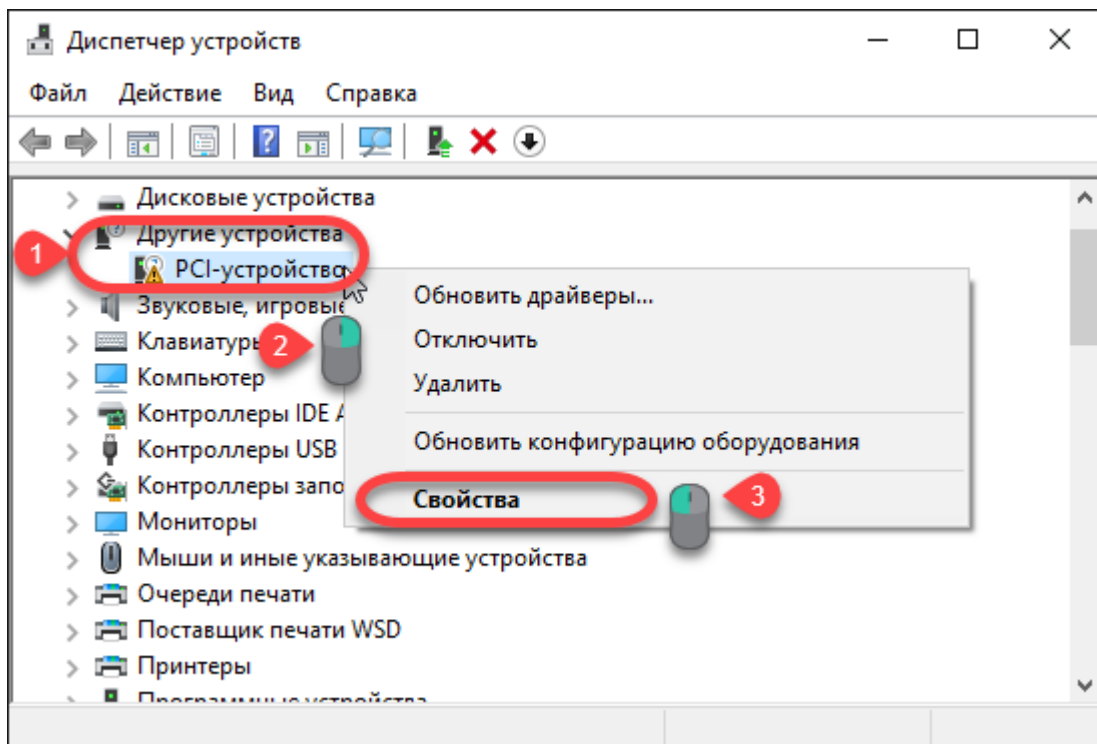 Диспетчер устройств
Файл Действие Вид Справка
Дисковые устройства
Другие устройства
1
PCI-устройство
Звуковые, игровые
Обновить драйверы...
2
Клавиатуры
Отключить
Компьютер
Удалить
Контроллеры IDE A
Контроллеры USB
Обновить конфигурацию оборудования
Контроллеры запо
Свойства
3
Мониторы
Мыши и иные указывающие устройства
Очереди печати
Поставщик печати WSD
Принтеры
Программные устройства